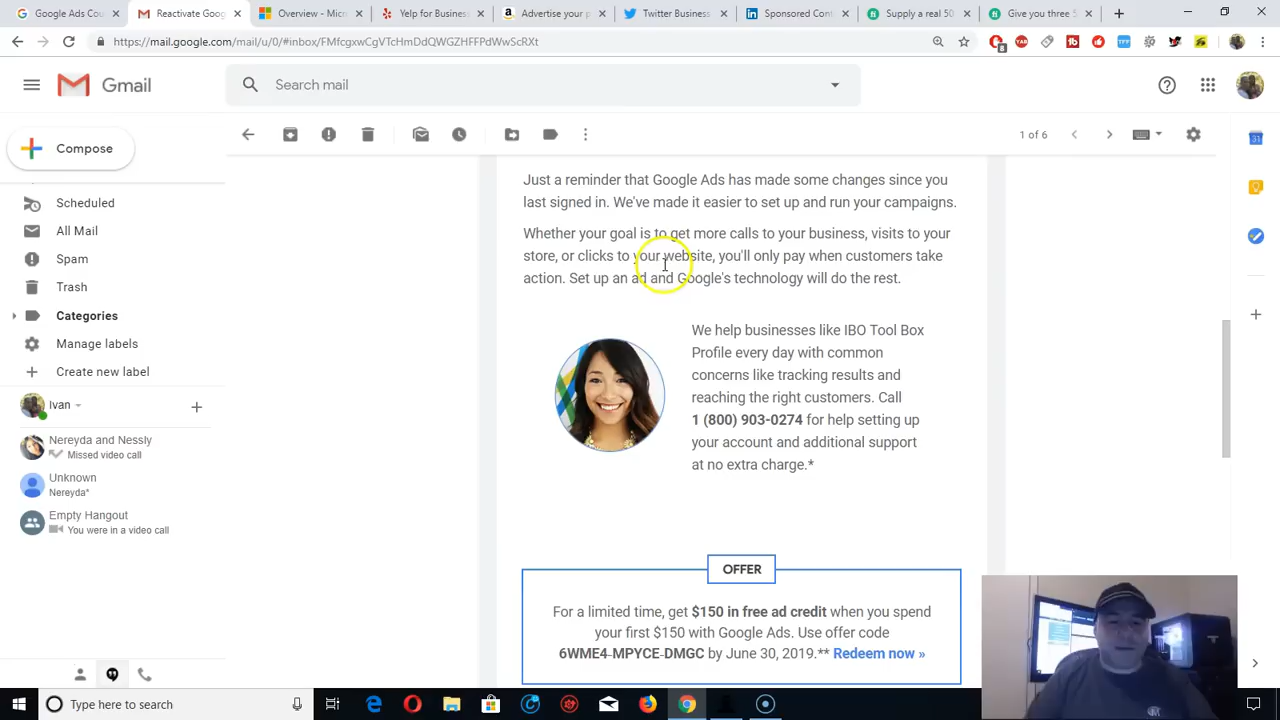 Google Ads Cou
Reactivate Goog
Overview - Micr
Yelp for Business
Advertise your p
Twitter Business
Sponsored Cont
Supply a real 50
Give you three 5
https://mail.google.com/mail/u/0/#inbox/FMfcgxwCgVTcHmDdQWGZHFFPdWwScRXt
8
Gmail
Search mail
Compose
1 of 6
Scheduled
All Mail
Spam
Trash
Categories
Manage labels
Create new label
Ivan
Nereyda and Nessly
Missed video call
Unknown
Nereyda*
Empty Hangout
You were in a video call
Just a reminder that Google Ads has made some changes since you
last signed in. We've made it easier to set up and run your campaigns.
Whether your goal is to get more calls to your business, visits to your
store, or clicks to your website, you'll only pay when customers take
action. Set up an ad and Google's technology will do the rest.
We help businesses like IBO Tool Box
Profile every day with common
concerns like tracking results and
reaching the right customers. Call
1 (800) 903-0274 for help setting up
your account and additional support
at no extra charge.*
OFFER
For a limited time, get $150 in free ad credit when you spend
your first $150 with Google Ads. Use offer code
6WME4-MPYCE-DMGC by June 30, 2019.** Redeem now »
31
Type here to search